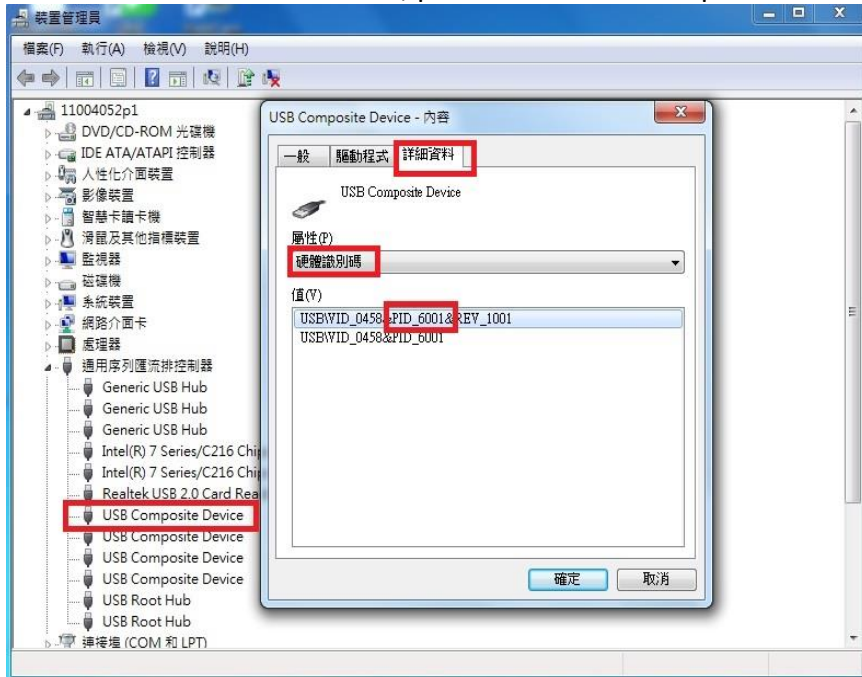 裝置管理員
檔案(F) 執行(A) 檢視(V) 說明(H)
11004052p1
DVD/CD-ROM 光碟機
IDE ATA/ATAPI 控制器
人性化介面裝置
影像裝置
智慧卡讀卡機
滑鼠及其他指標裝置
監視器
磁碟機
系統裝置
網路介面卡
處理器
通用序列匯流排控制器
Generic USB Hub
Generic USB Hub
Generic USB Hub
Intel(R) 7 Series/C216 Chip
Intel(R) 7 Series/C216 Chip
Realtek USB 2.0 Card Rea
USB Composite Device
USB Composite Device
USB Composite Device
USB Composite Device
USB Root Hub
USB Root Hub
連接埠 (COM 和 LPT)
USB Composite Device - 內容
一般 驅動程式 詳細資料
USB Composite Device
屬性(P)
硬體識別碼
值(V)
USB\VID_0458&PID_6001&REV_1001
USB\VID_0458&PID_6001
確定 取消